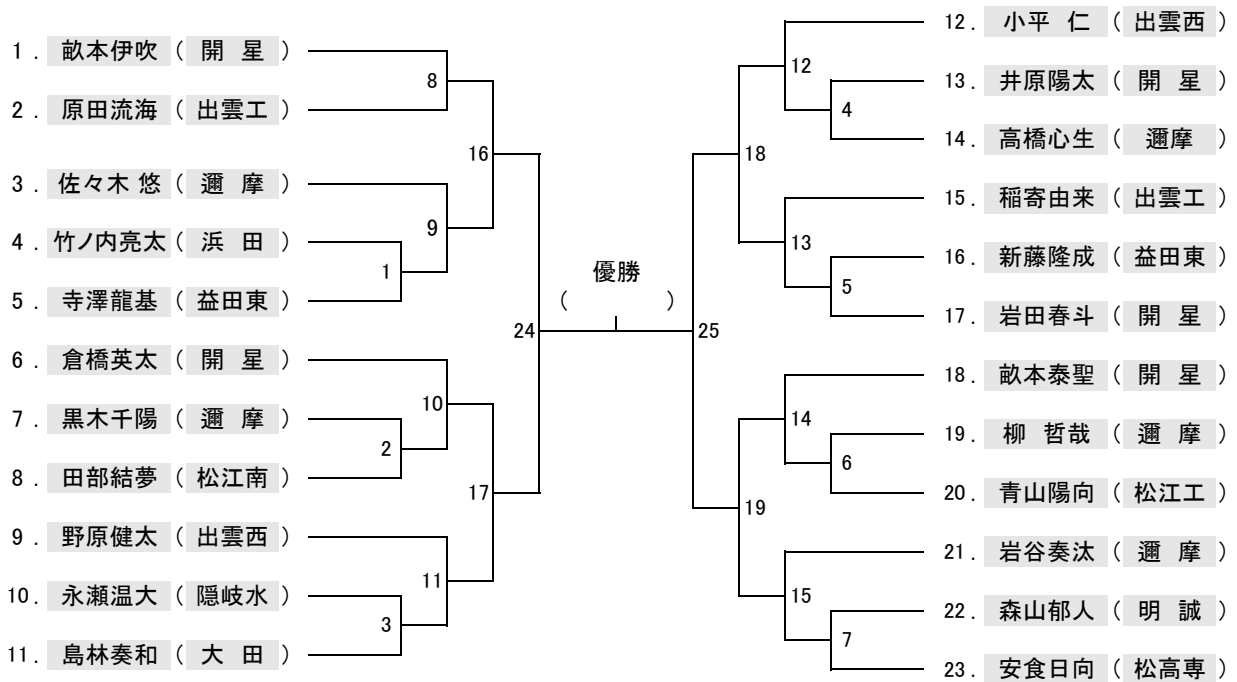 1. 畝本伊吹 ( 開 星 )
2. 原田流海 ( 出雲工 )
3. 佐々木 悠 ( 邇 摩 )
4. 竹ノ内亮太 ( 浜 田 )
5. 寺澤龍基 ( 益田東 )
6. 倉橋英太 ( 開 星 )
7. 黒木千陽 ( 邇 摩 )
8. 田部結夢 ( 松江南 )
9. 野原健太 ( 出雲西 )
10. 永瀬温大 ( 隠岐水 )
11. 島林奏和 ( 大 田 )
8
16
9
1
24
10
2
17
11
3
優勝
( )
12
4
18
13
5
25
14
6
19
15
7
12. 小平 仁 ( 出雲西 )
13. 井原陽太 ( 開 星 )
14. 高橋心生 ( 邇摩 )
15. 稲寄由来 ( 出雲工 )
16. 新藤隆成 ( 益田東 )
17. 岩田春斗 ( 開 星 )
18. 畝本泰聖 ( 開 星 )
19. 柳 哲哉 ( 邇 摩 )
20. 青山陽向 ( 松江工 )
21. 岩谷奏汰 ( 邇 摩 )
22. 森山郁人 ( 明 誠 )
23. 安食日向 ( 松高専 )